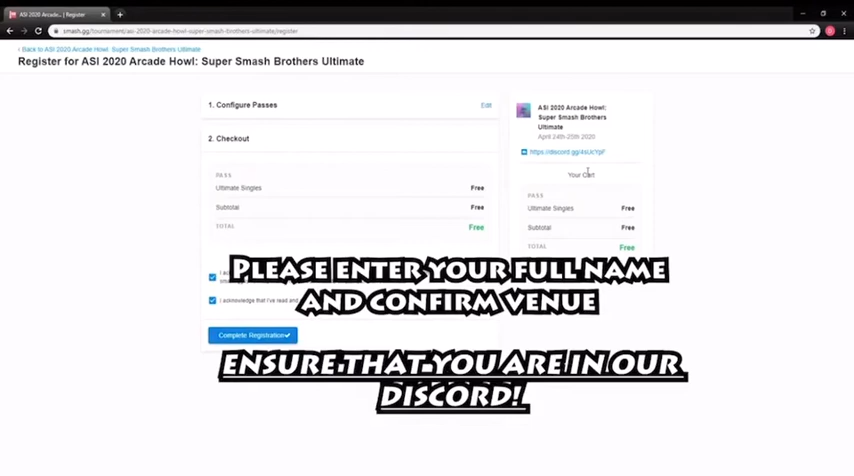 ASI 2020 Arcade... | Register
smash.gg/tournament/asi-2020-arcade-howl-super-smash-brothers-ultimate/register
‹ Back to ASI 2020 Arcade Howl: Super Smash Brothers Ultimate
Register for ASI 2020 Arcade Howl: Super Smash Brothers Ultimate
1. Configure Passes
Edit
2. Checkout
PASS
Ultimate Singles Free
Subtotal Free
TOTAL Free
I acknowledge that I've read and
Complete Registration✓
ASI 2020 Arcade Howl:
Super Smash Brothers
Ultimate
April 24th-25th 2020
Your Cart
PASS
Ultimate Singles Free
Subtotal Free
TOTAL Free
PLEASE ENTER YOUR FULL NAME
AND CONFIRM VENUE
ENSURE THAT YOU ARE IN OUR
DISCORD!